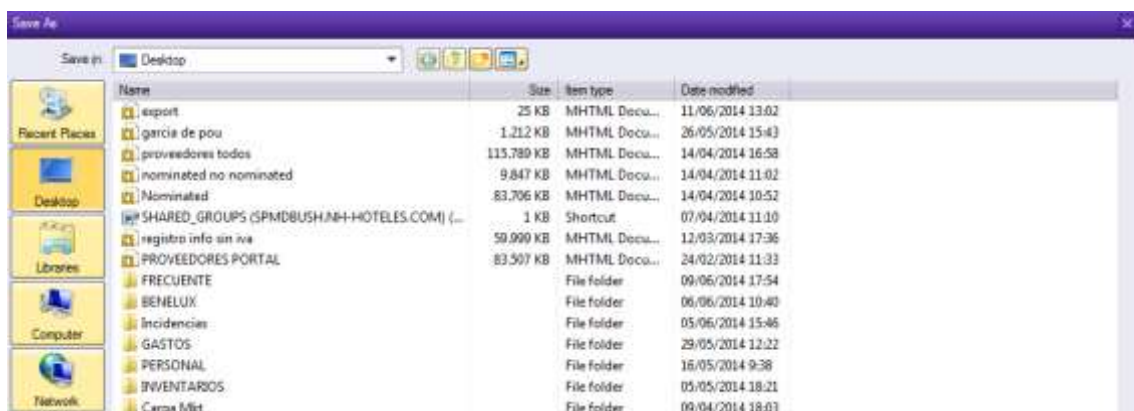 Save As
Save in: Desktop
Name Size Item type Date modified
export 25 KB MHTML Docu... 11/06/2014 13:02
garcia de pou 1.212 KB MHTML Docu... 26/05/2014 15:43
proveedores todos 115.789 KB MHTML Docu... 14/04/2014 16:58
nominated no nominated 9.847 KB MHTML Docu... 14/04/2014 11:02
Nominated 83.706 KB MHTML Docu... 14/04/2014 10:52
SHARED_GROUPS (SPMDBUSH.NH-HOTELES.COM) (... 1 KB Shortcut 07/04/2014 11:10
registro info sin iva 59.999 KB MHTML Docu... 12/03/2014 17:36
PROVEEDORES PORTAL 83.507 KB MHTML Docu... 24/02/2014 11:33
FRECUENTE File folder 09/06/2014 17:54
BENELUX File folder 06/06/2014 10:40
Incidencias File folder 05/06/2014 15:46
GASTOS File folder 29/05/2014 12:22
PERSONAL File folder 16/05/2014 9:38
INVENTARIOS File folder 05/05/2014 18:21
Carga Mkt File folder 09/04/2014 18:03
Recent Places
Desktop
Libraries
Computer
Network